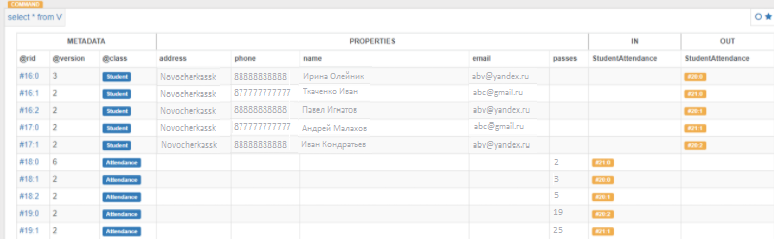 COMMAND
select * from V
METADATA PROPERTIES IN OUT
@rid @version @class address phone name email passes StudentAttendance StudentAttendance
#16:0 3 Student Novocherkassk 88888838888 Ирина Олейник abv@yandex.ru #20:0
#16:1 2 Student Novocherkassk 877777777777 Ткаченко Иван abc@gmail.ru #21:0
#16:2 2 Student Novocherkassk 88888838888 Павел Игнатов abv@yandex.ru #20:1
#17:0 2 Student Novocherkassk 877777777777 Андрей Малахов abc@gmail.ru #21:1
#17:1 2 Student Novocherkassk 88888838888 Иван Кондратьев abv@yandex.ru #20:2
#18:0 6 Attendance 2 #21:0
#18:1 2 Attendance 3 #20:0
#18:2 2 Attendance 5 #20:1
#19:0 2 Attendance 19 #20:2
#19:1 2 Attendance 25 #21:1